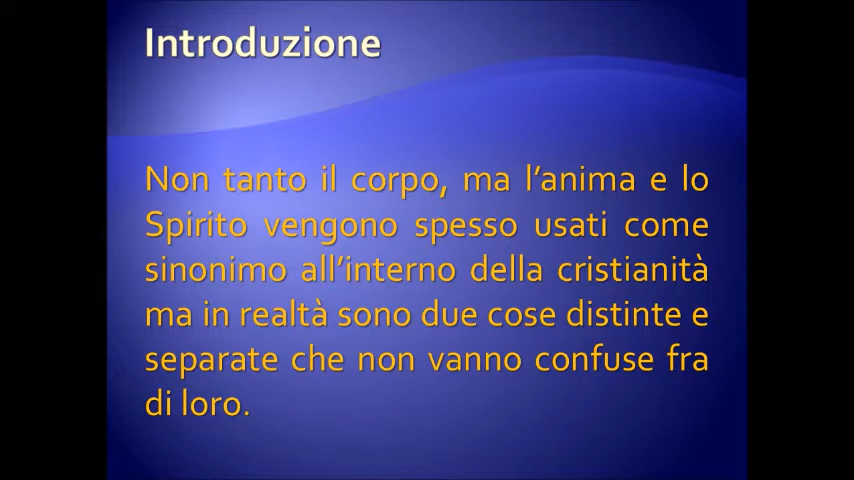 Introduzione
Non tanto il corpo, ma l’anima e lo
Spirito vengono spesso usati come
sinonimo all’interno della cristianità
ma in realtà sono due cose distinte e
separate che non vanno confuse fra
di loro.